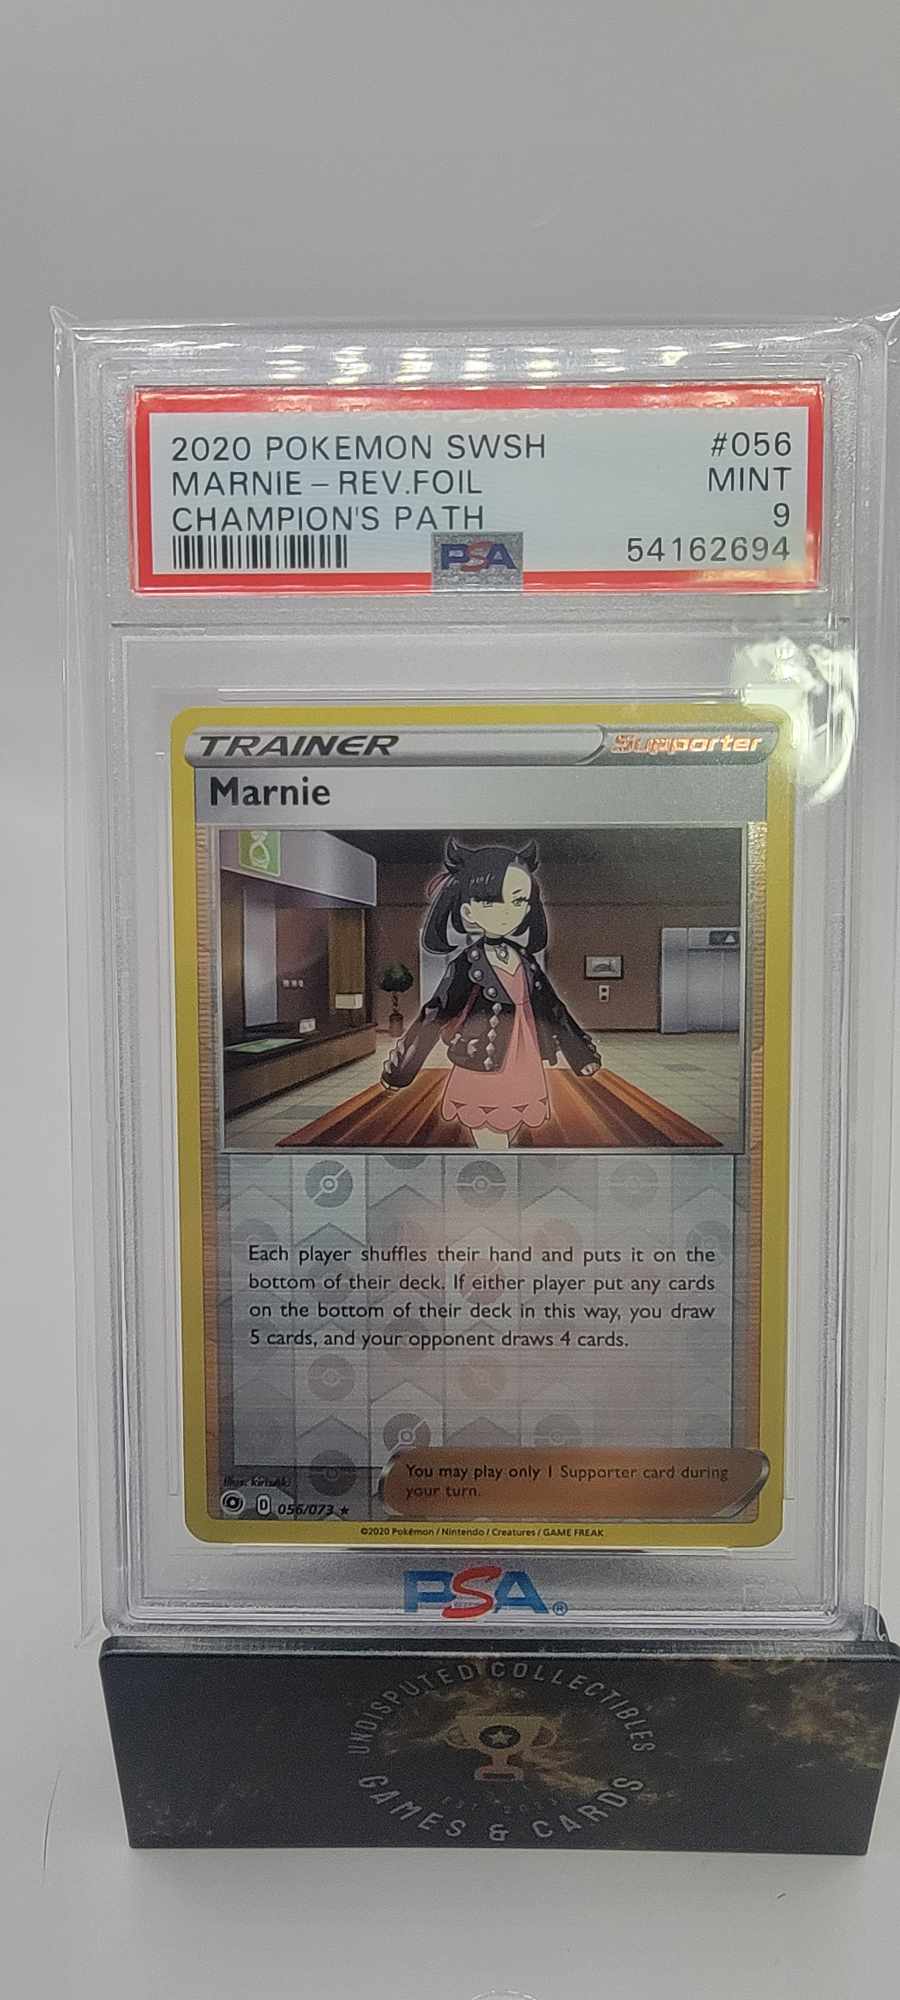 2020 POKEMON SWSH #056
MARNIE – REV.FOIL MINT
CHAMPION'S PATH 9
54162694
PSA
TRAINER Supporter
Marnie
Each player shuffles their hand and puts it on the
bottom of their deck. If either player put any cards
on the bottom of their deck in this way, you draw
5 cards, and your opponent draws 4 cards.
You may play only 1 Supporter card during
your turn.
Illus. kirisAki
D 056/073 ★
©2020 Pokémon / Nintendo / Creatures / GAME FREAK
PSA®
UNDISPUTED COLLECTIBLES
GAMES & CARDS